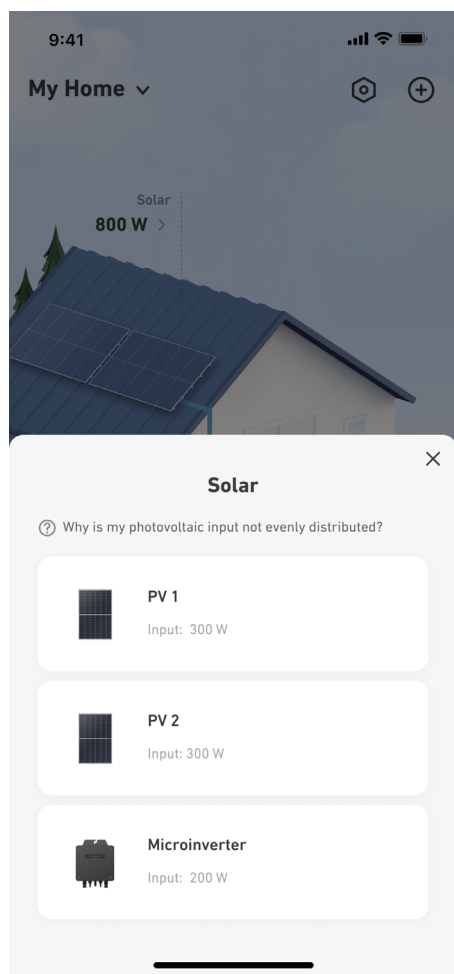 9:41
My Home
Solar
800 W
Solar
Why is my photovoltaic input not evenly distributed?
PV 1
Input: 300 W
PV 2
Input: 300 W
Microinverter
Input: 200 W